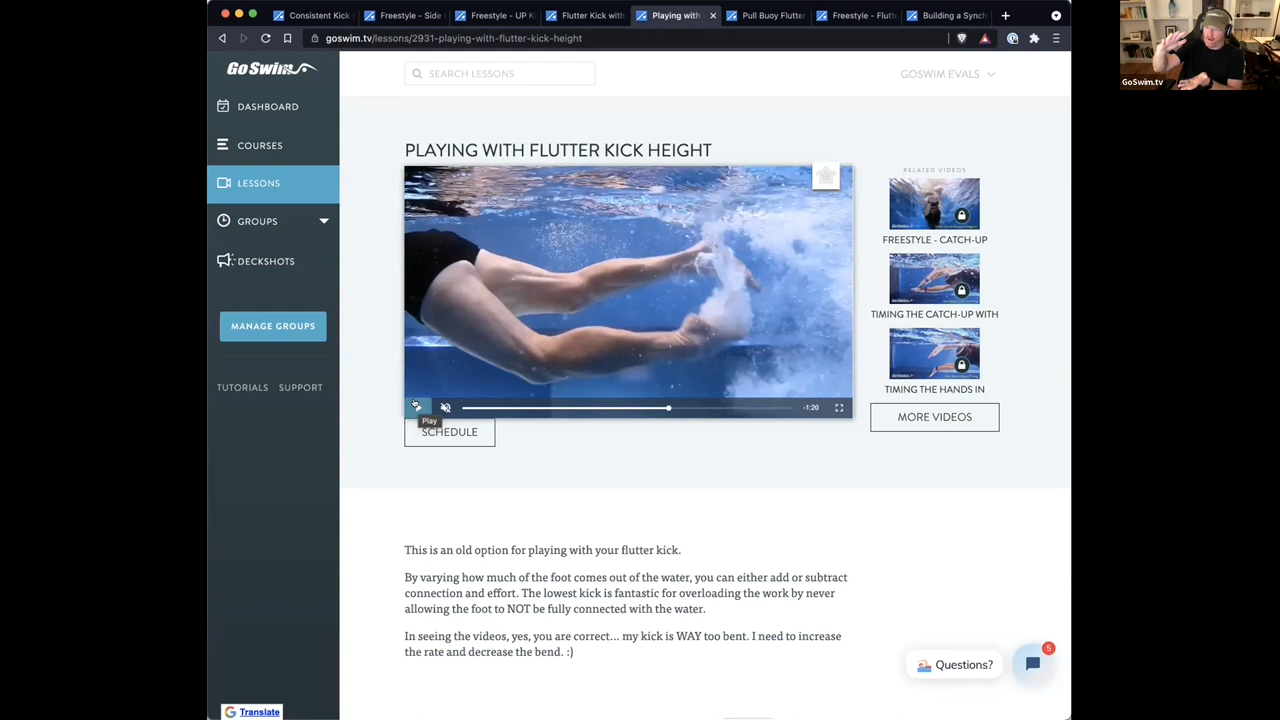 Consistent Kick
Freestyle - Side
Freestyle - UP K
Flutter Kick with
Playing with
Pull Buoy Flutter
Freestyle - Flutt
Building a Synch
goswim.tv/lessons/2931-playing-with-flutter-kick-height
GoSwim
SEARCH LESSONS
GOSWIM EVALS
GoSwim.tv
DASHBOARD
COURSES
LESSONS
GROUPS
DECKSHOTS
MANAGE GROUPS
TUTORIALS SUPPORT
PLAYING WITH FLUTTER KICK HEIGHT
-1:20
Play
SCHEDULE
RELATED VIDEOS
FREESTYLE - CATCH-UP
TIMING THE CATCH-UP WITH
TIMING THE HANDS IN
MORE VIDEOS
This is an old option for playing with your flutter kick.
By varying how much of the foot comes out of the water, you can either add or subtract
connection and effort. The lowest kick is fantastic for overloading the work by never
allowing the foot to NOT be fully connected with the water.
In seeing the videos, yes, you are correct... my kick is WAY too bent. I need to increase
the rate and decrease the bend. :)
Questions?
5
Translate